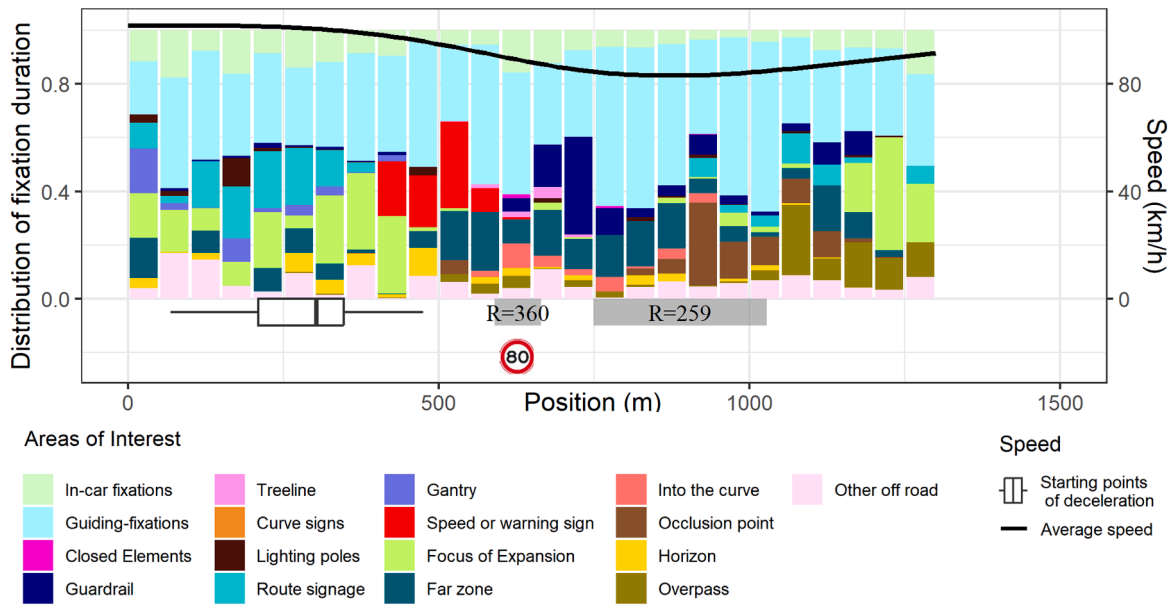 Distribution of fixation duration
0.8
0.4
0.0
80
40
0
Speed (km/h)
R=360
R=259
80
0
500
1000
1500
Position (m)
Areas of Interest
In-car fixations
Treeline
Gantry
Into the curve
Other off road
Guiding-fixations
Curve signs
Speed or warning sign
Occlusion point
Closed Elements
Lighting poles
Focus of Expansion
Horizon
Guardrail
Route signage
Far zone
Overpass
Speed
Starting points
of deceleration
Average speed